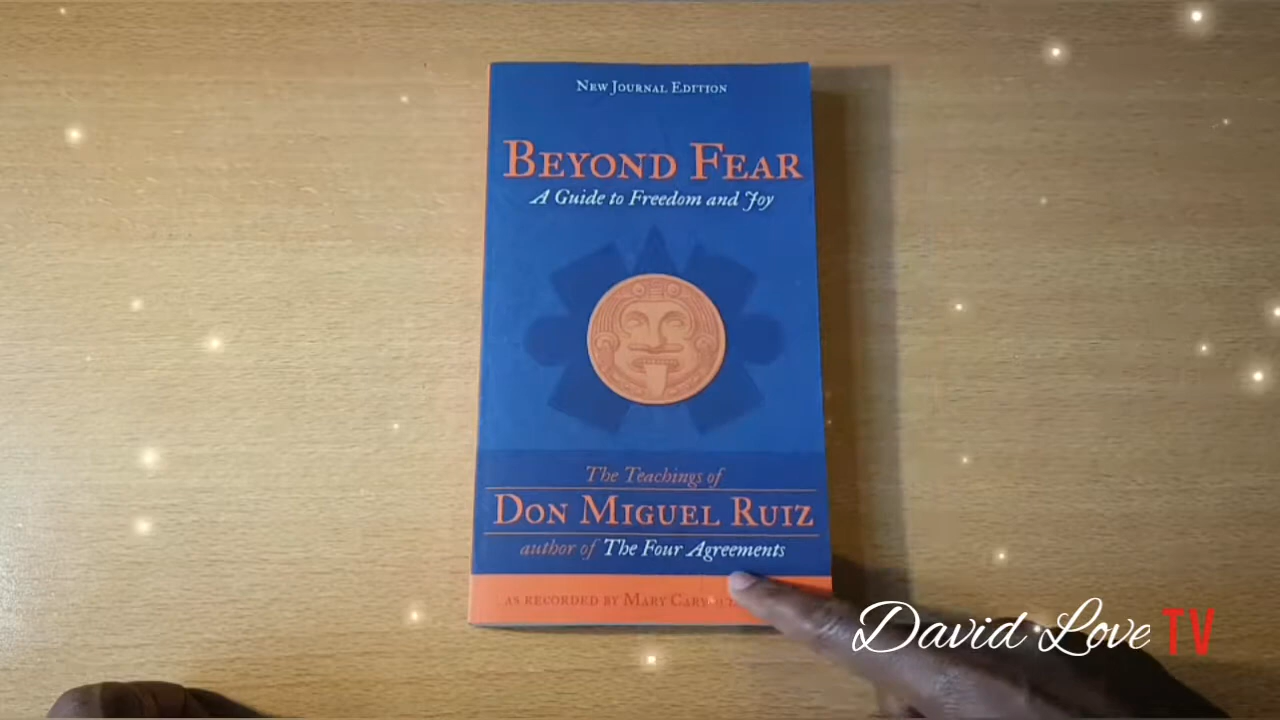 NEW JOURNAL EDITION
BEYOND FEAR
A Guide to Freedom and Joy
The Teachings of
DON MIGUEL RUIZ
author of The Four Agreements
AS RECORDED BY MARY
David Love TV